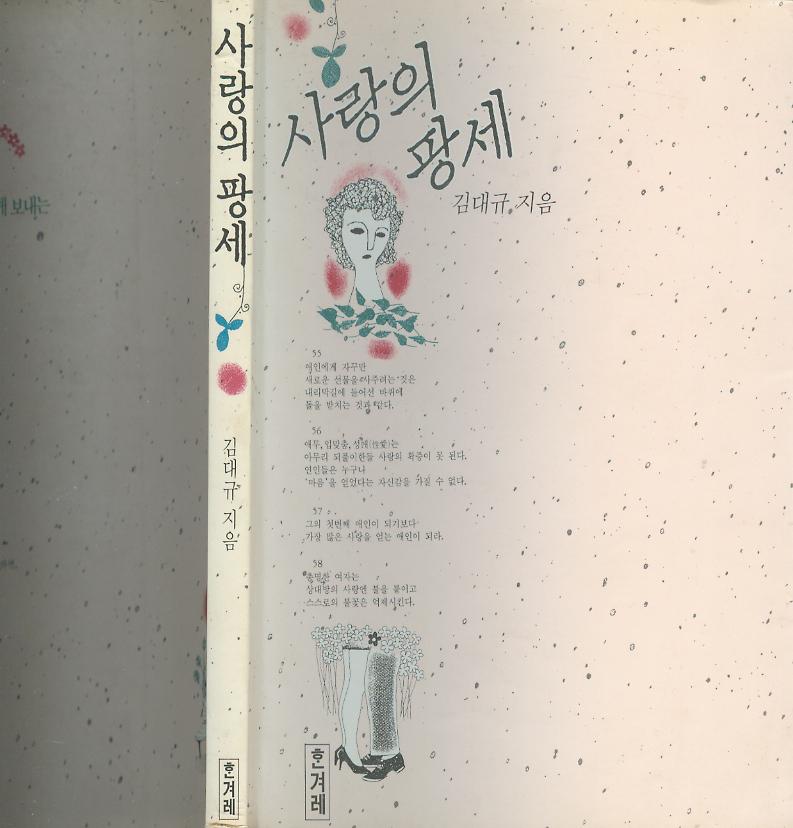 보내는
사랑의 팡세
김대규 지음
한겨레
사랑의
팡세
김대규 지음
55
애인에게 자꾸만
새로운 선물을 사주려는 것은
내리막길에 들어선 바퀴에
돌을 받치는 것과 같다.
56
애무, 입맞춤, 성애(性愛)는
아무리 되풀이한들 사랑의 확증이 못 된다.
연인들은 누구나
'마음'을 얻었다는 자신감을 가질 수 없다.
57
그의 첫번째 애인이 되기보다
가장 많은 사랑을 얻는 애인이 되라.
58
총명한 여자는
상대방의 사랑엔 불을 붙이고
스스로의 불꽃은 억제시킨다.
한겨레